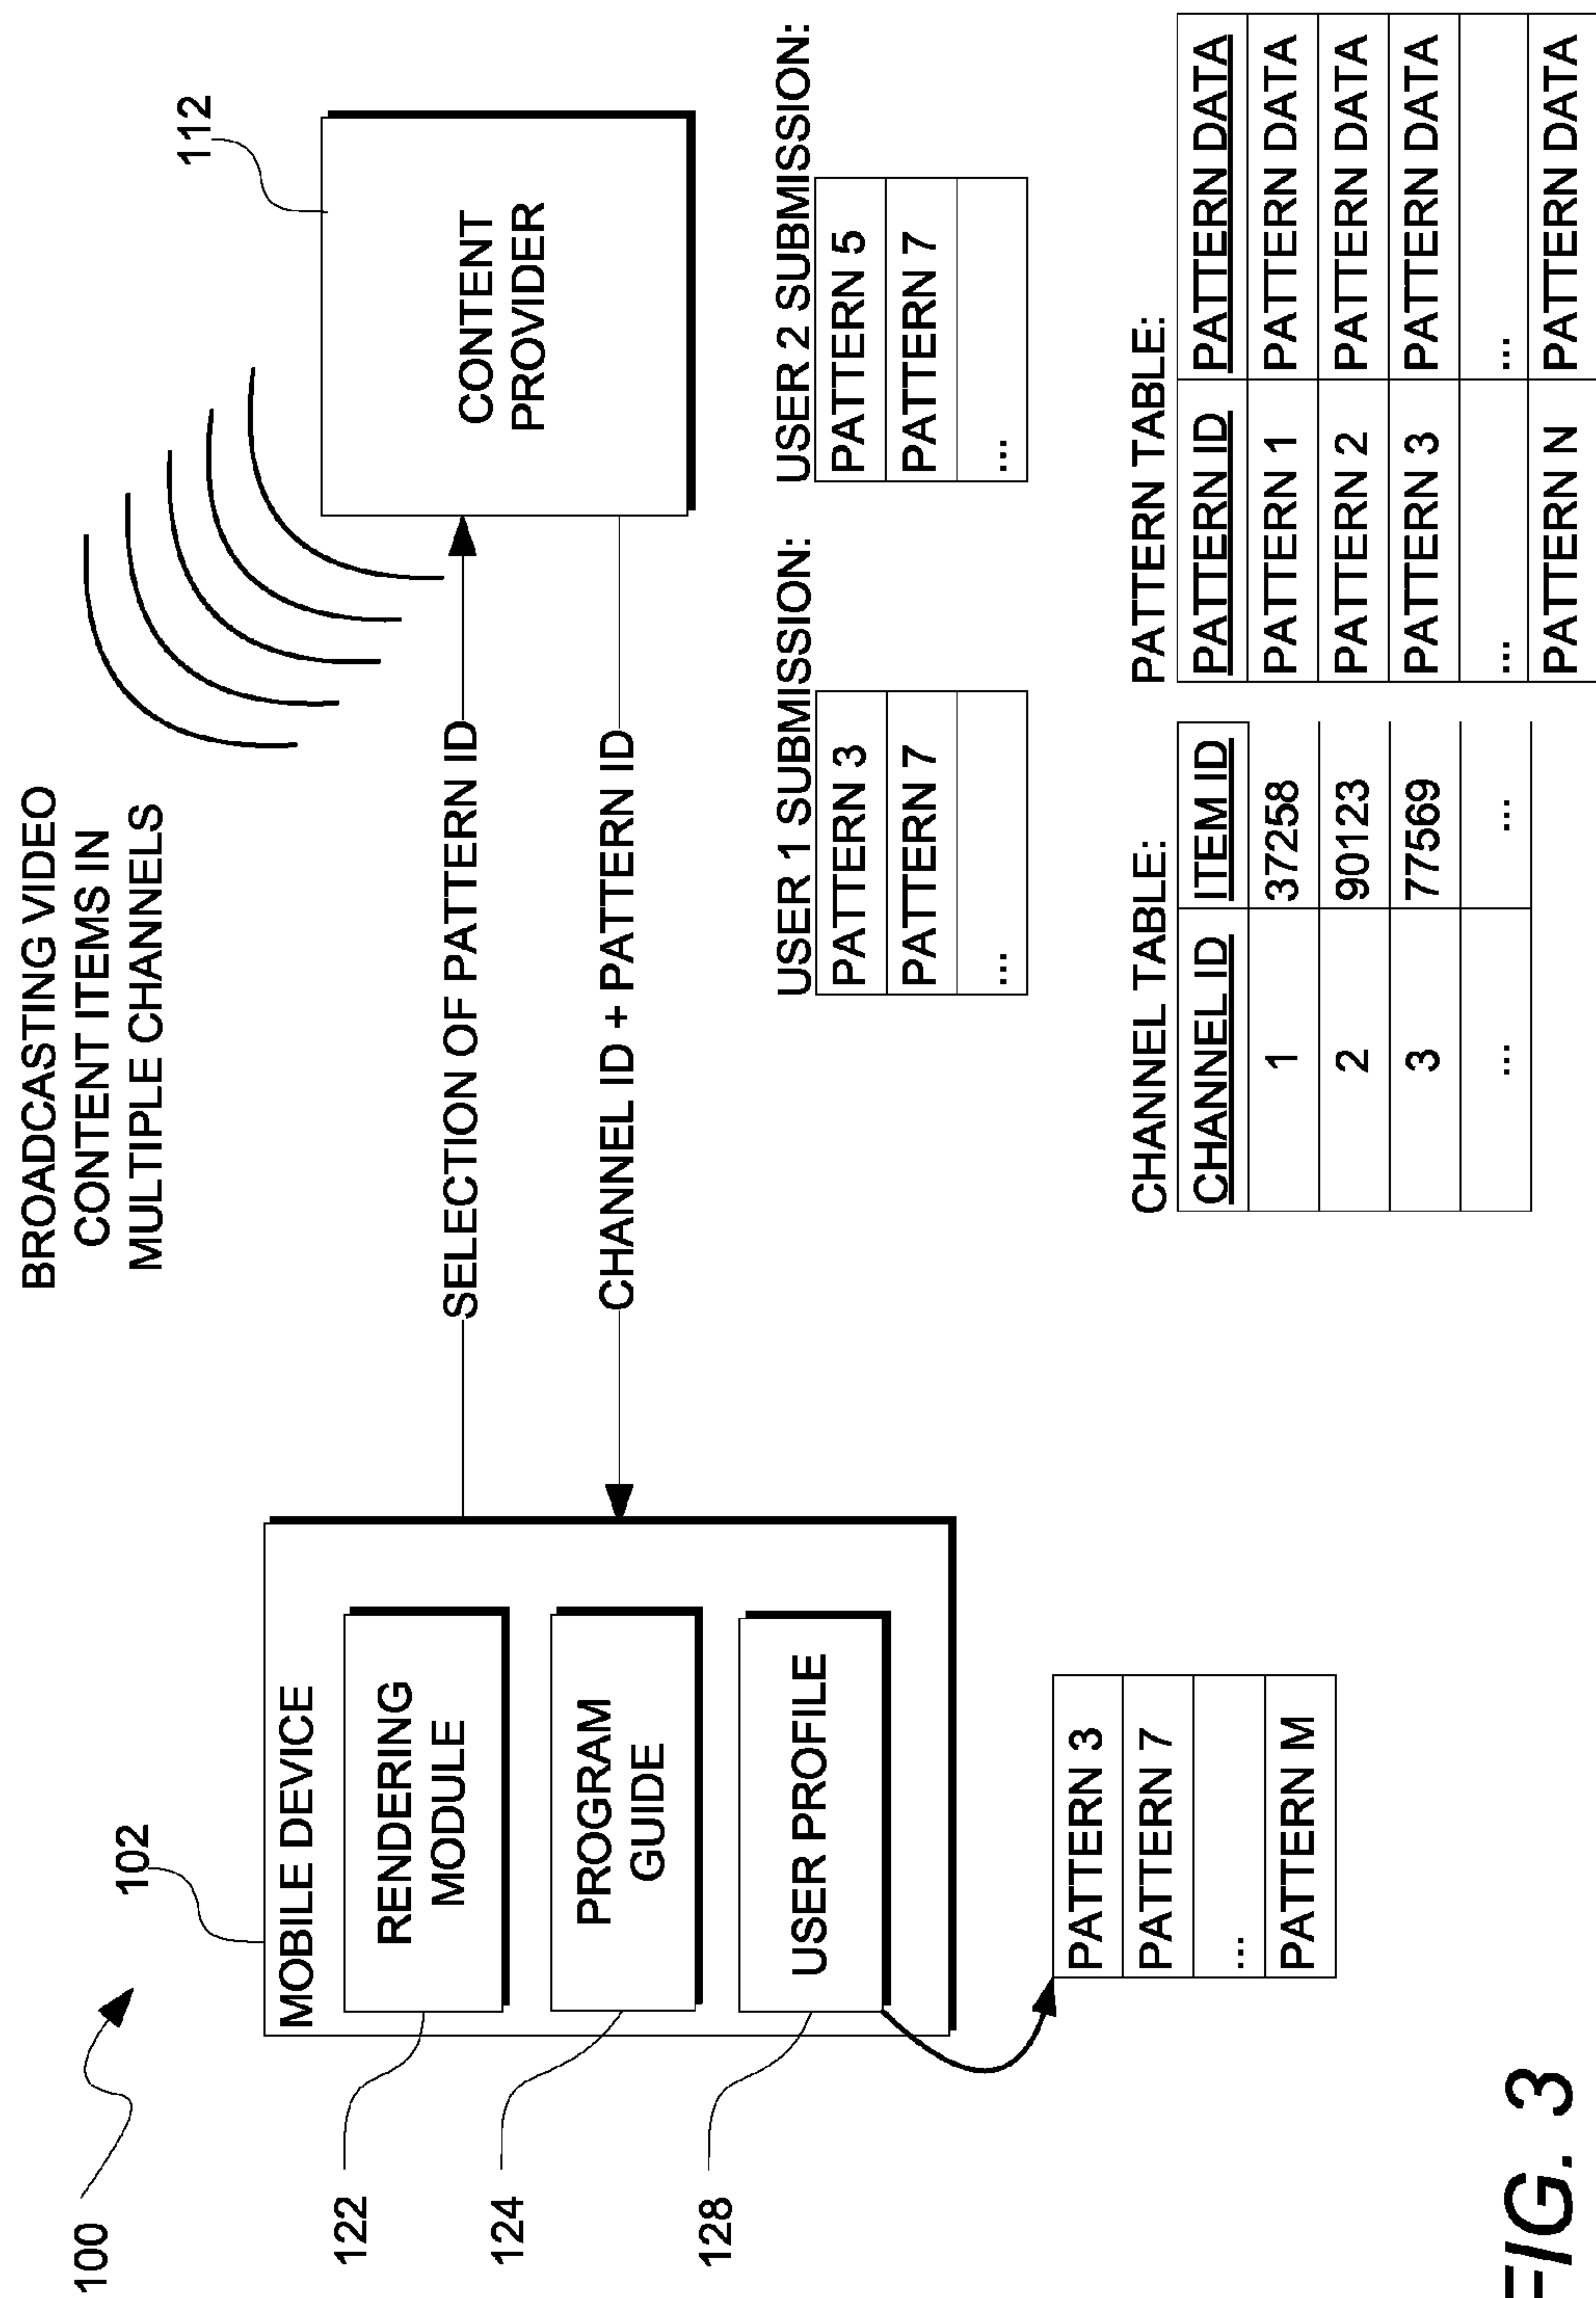 100
102
MOBILE DEVICE
122
RENDERING
MODULE
124
PROGRAM
GUIDE
128
USER PROFILE
PATTERN 3
PATTERN 7
...
PATTERN M
BROADCASTING VIDEO
CONTENT ITEMS IN
MULTIPLE CHANNELS
SELECTION OF PATTERN ID
CHANNEL ID + PATTERN ID
112
CONTENT
PROVIDER
USER 1 SUBMISSION:
PATTERN 3
PATTERN 7
...
USER 2 SUBMISSION:
PATTERN 5
PATTERN 7
...
CHANNEL TABLE:
CHANNEL ID ITEM ID
1 37258
2 90123
3 77569
... ...
PATTERN TABLE:
PATTERN ID PATTERN DATA
PATTERN 1 PATTERN DATA
PATTERN 2 PATTERN DATA
PATTERN 3 PATTERN DATA
... ...
PATTERN N PATTERN DATA
FIG. 3